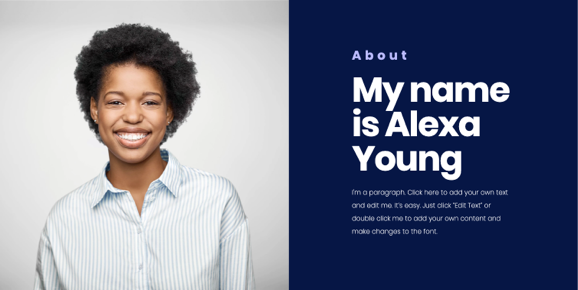 About
My name
is Alexa
Young
I'm a paragraph. Click here to add your own text
and edit me. It's easy. Just click "Edit Text" or
double click me to add your own content and
make changes to the font.